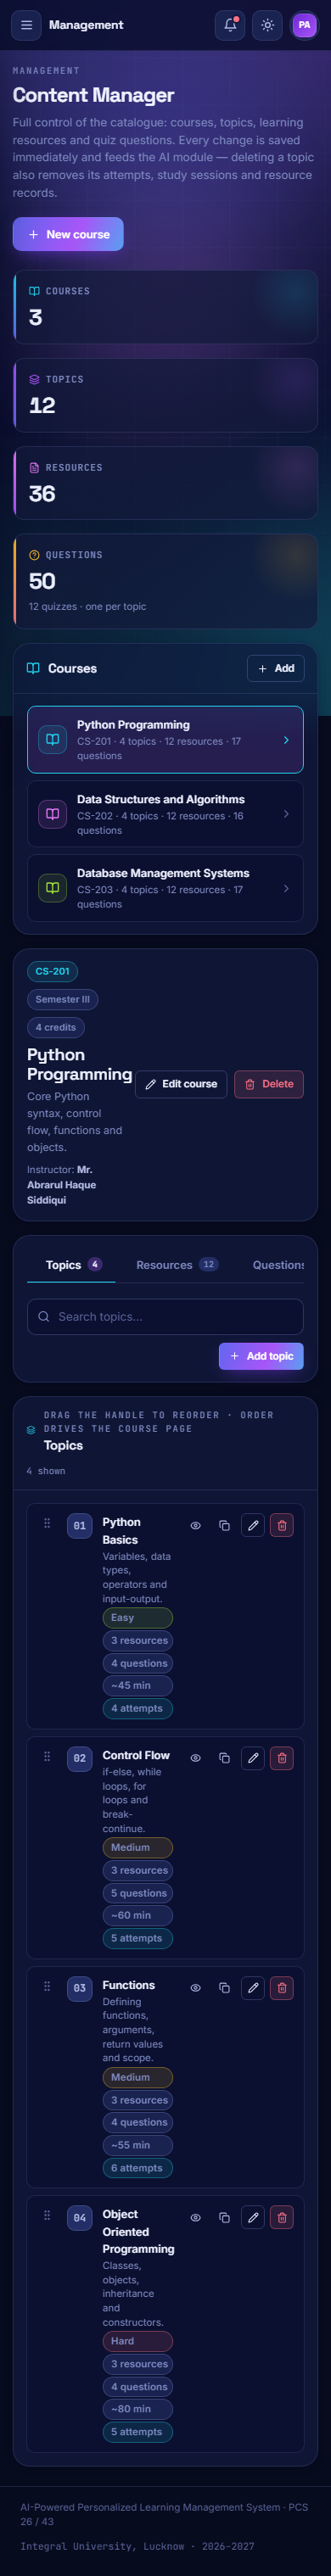 Management
PA
MANAGEMENT
Content Manager
Full control of the catalogue: courses, topics, learning
resources and quiz questions. Every change is saved
immediately and feeds the AI module — deleting a topic
also removes its attempts, study sessions and resource
records.
+ New course
COURSES
3
TOPICS
12
RESOURCES
36
QUESTIONS
50
12 quizzes · one per topic
Courses
+ Add
Python Programming
CS-201 · 4 topics · 12 resources · 17
questions
Data Structures and Algorithms
CS-202 · 4 topics · 12 resources · 16
questions
Database Management Systems
CS-203 · 4 topics · 12 resources · 17
questions
CS-201
Semester III
4 credits
Python
Programming
Edit course
Delete
Core Python
syntax, control
flow, functions and
objects.
Instructor: Mr.
Abrarul Haque
Siddiqui
Topics 4
Resources 12
Questions
Search topics...
+ Add topic
DRAG THE HANDLE TO REORDER · ORDER
DRIVES THE COURSE PAGE
Topics
4 shown
01
Python
Basics
Variables, data
types,
operators and
input-output.
Easy
3 resources
4 questions
~45 min
4 attempts
02
Control Flow
if-else, while
loops, for
loops and
break-
continue.
Medium
3 resources
5 questions
~60 min
5 attempts
03
Functions
Defining
functions,
arguments,
return values
and scope.
Medium
3 resources
4 questions
~55 min
6 attempts
04
Object
Oriented
Programming
Classes,
objects,
inheritance
and
constructors.
Hard
3 resources
4 questions
~80 min
5 attempts
AI-Powered Personalized Learning Management System · PCS
26 / 43
Integral University, Lucknow · 2026-2027